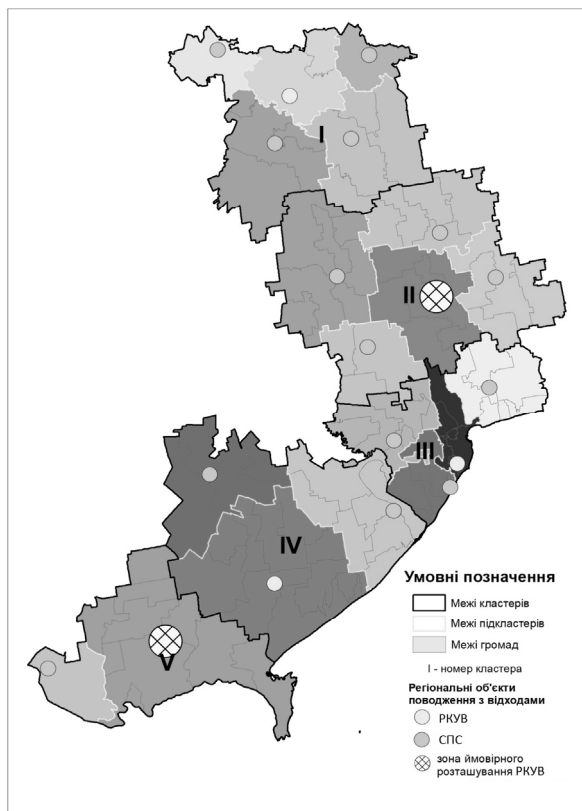 I
II
III
IV
V
Умовні позначення
Межі кластерів
Межі підкластерів
Межі громад
I - номер кластера
Регіональні об'єкти
поводження з відходами
РКУВ
СПС
зона ймовірного
розташування РКУВ